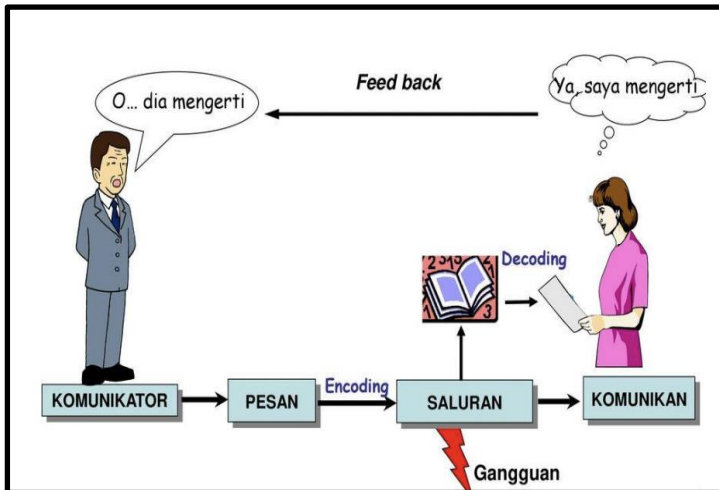 Feed back
O... dia mengerti
Ya, saya mengerti
Decoding
Encoding
KOMUNIKATOR
PESAN
SALURAN
KOMUNIKAN
Gangguan